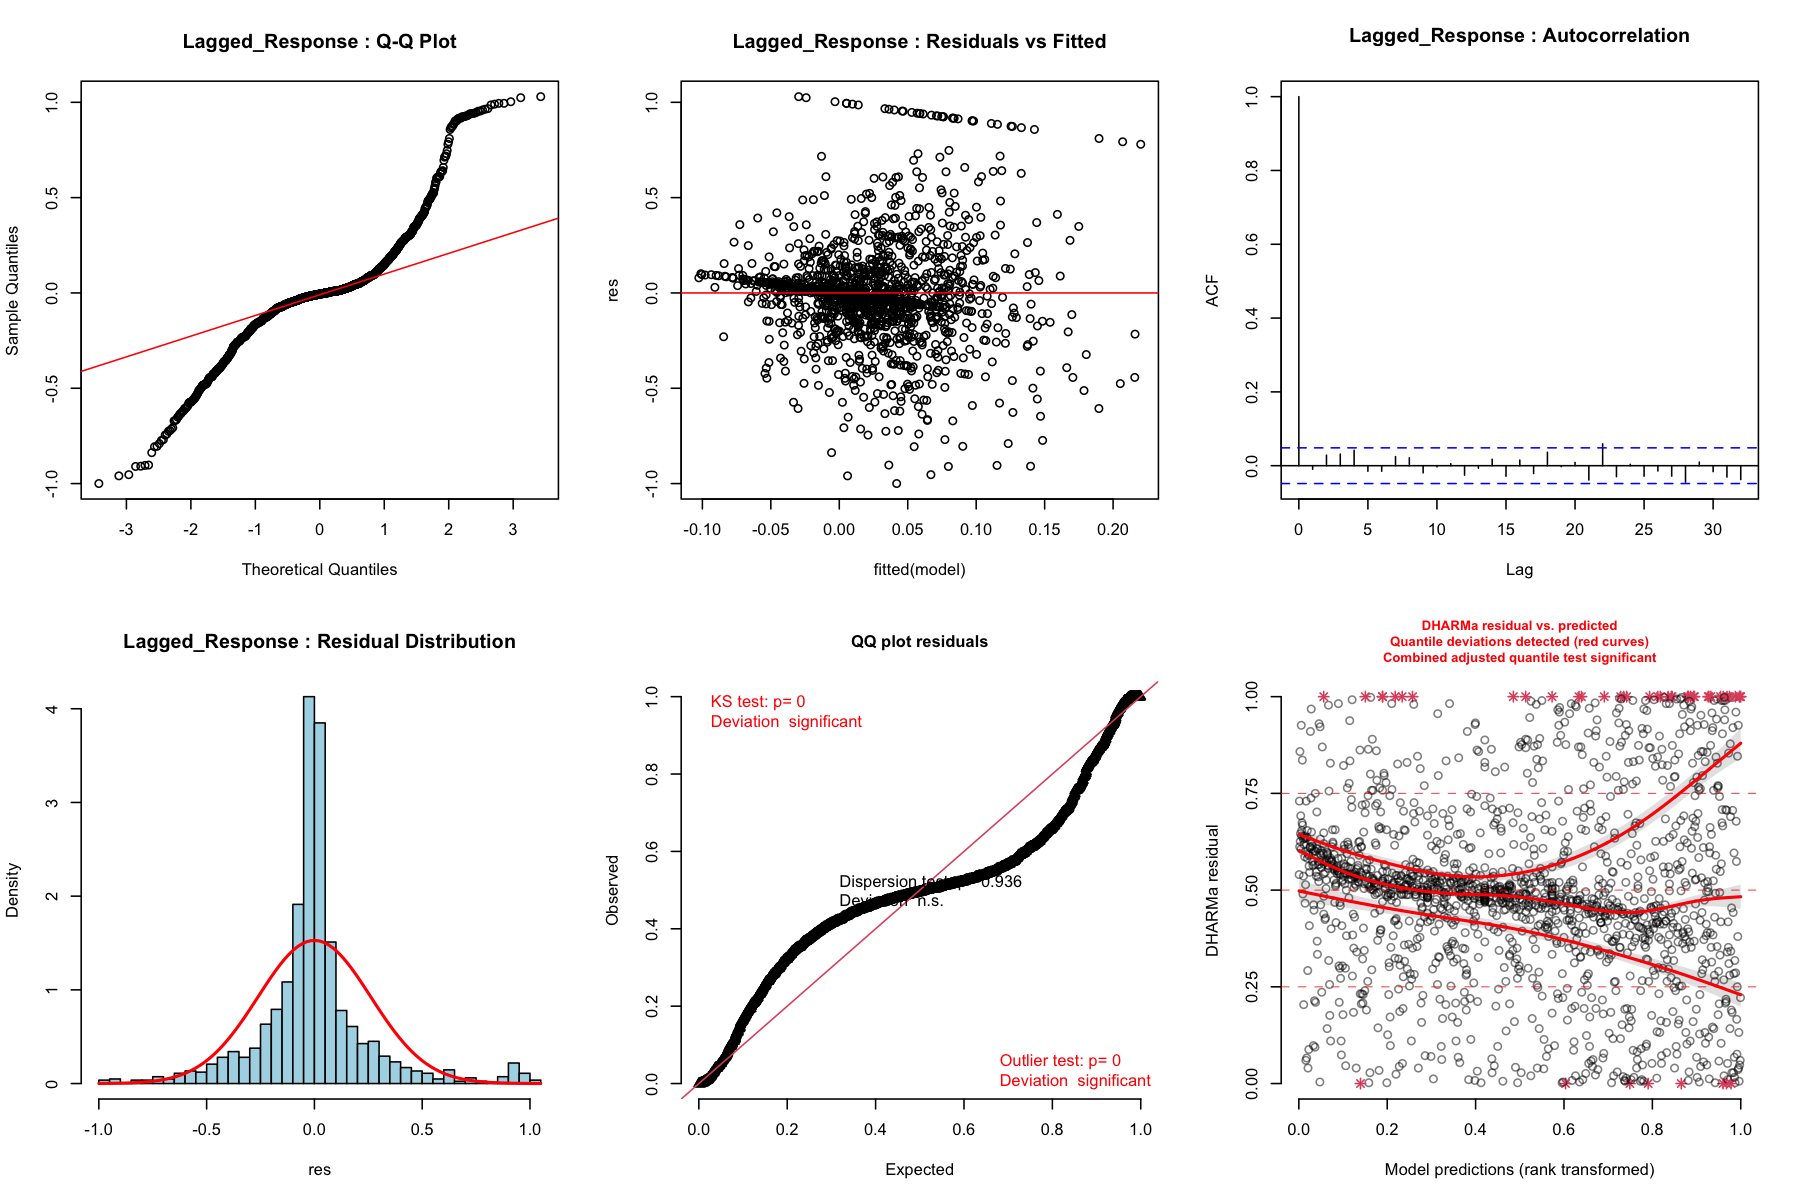 Lagged_Response : Q-Q Plot
Sample Quantiles
1.0
0.5
0.0
-0.5
-1.0
-3 -2 -1 0 1 2 3
Theoretical Quantiles
Lagged_Response : Residuals vs Fitted
res
1.0
0.5
0.0
-0.5
-1.0
-0.10 -0.05 0.00 0.05 0.10 0.15 0.20
fitted(model)
Lagged_Response : Autocorrelation
ACF
1.0
0.8
0.6
0.4
0.2
0.0
0 5 10 15 20 25 30
Lag
Lagged_Response : Residual Distribution
Density
4
3
2
1
0
-1.0 -0.5 0.0 0.5 1.0
res
QQ plot residuals
KS test: p= 0
Deviation significant
Dispersion 0.936
n.s.
Outlier test: p= 0
Deviation significant
Observed
1.0
0.8
0.6
0.4
0.2
0.0
0.0 0.2 0.4 0.6 0.8 1.0
Expected
DHARMa residual vs. predicted
Quantile deviations detected (red curves)
Combined adjusted quantile test significant
DHARMa residual
1.00
0.75
0.50
0.25
0.00
0.0 0.2 0.4 0.6 0.8 1.0
Model predictions (rank transformed)